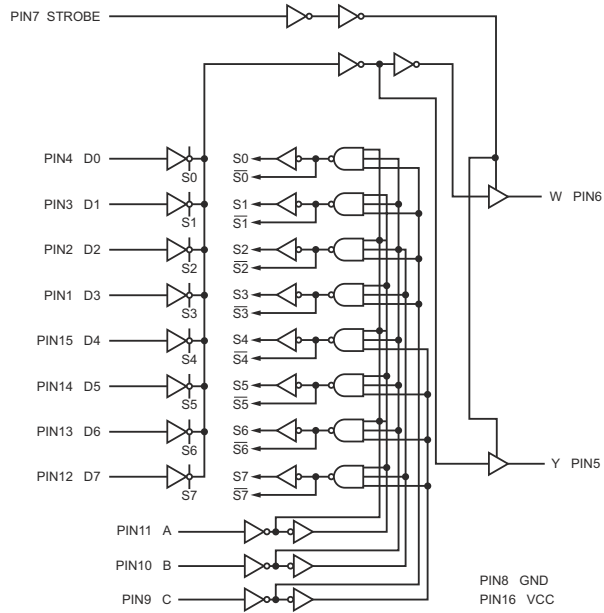 PIN7 STROBE
PIN4 D0
S0
S0
S0
PIN3 D1
S1
S1
S1
W PIN6
PIN2 D2
S2
S2
S2
PIN1 D3
S3
S3
S3
PIN15 D4
S4
S4
S4
PIN14 D5
S5
S5
S5
PIN13 D6
S6
S6
S6
PIN12 D7
S7
S7
S7
Y PIN5
PIN11 A
PIN10 B
PIN9 C
PIN8 GND
PIN16 VCC